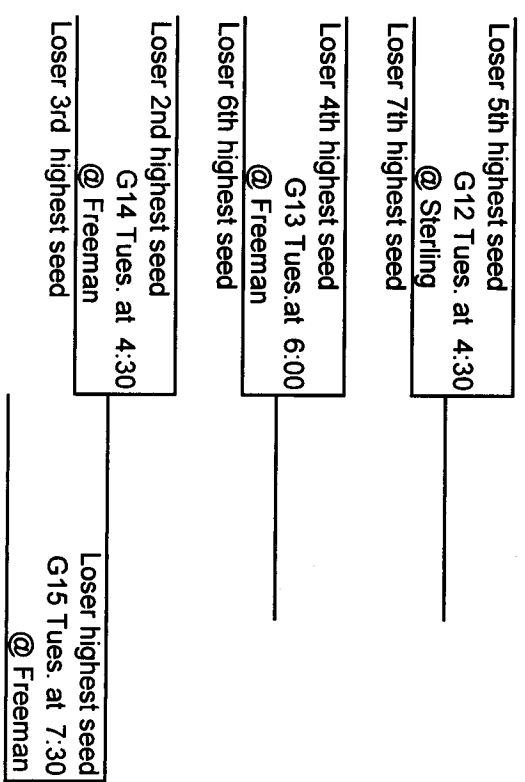 Loser 5th highest seed
G12 Tues. at 4:30
@ Sterling
Loser 7th highest seed
Loser 4th highest seed
G13 Tues.at 6:00
@ Freeman
Loser 6th highest seed
Loser 2nd highest seed
G14 Tues. at 4:30
@ Freeman
Loser 3rd highest seed
Loser highest seed
G15 Tues. at 7:30
@ Freeman